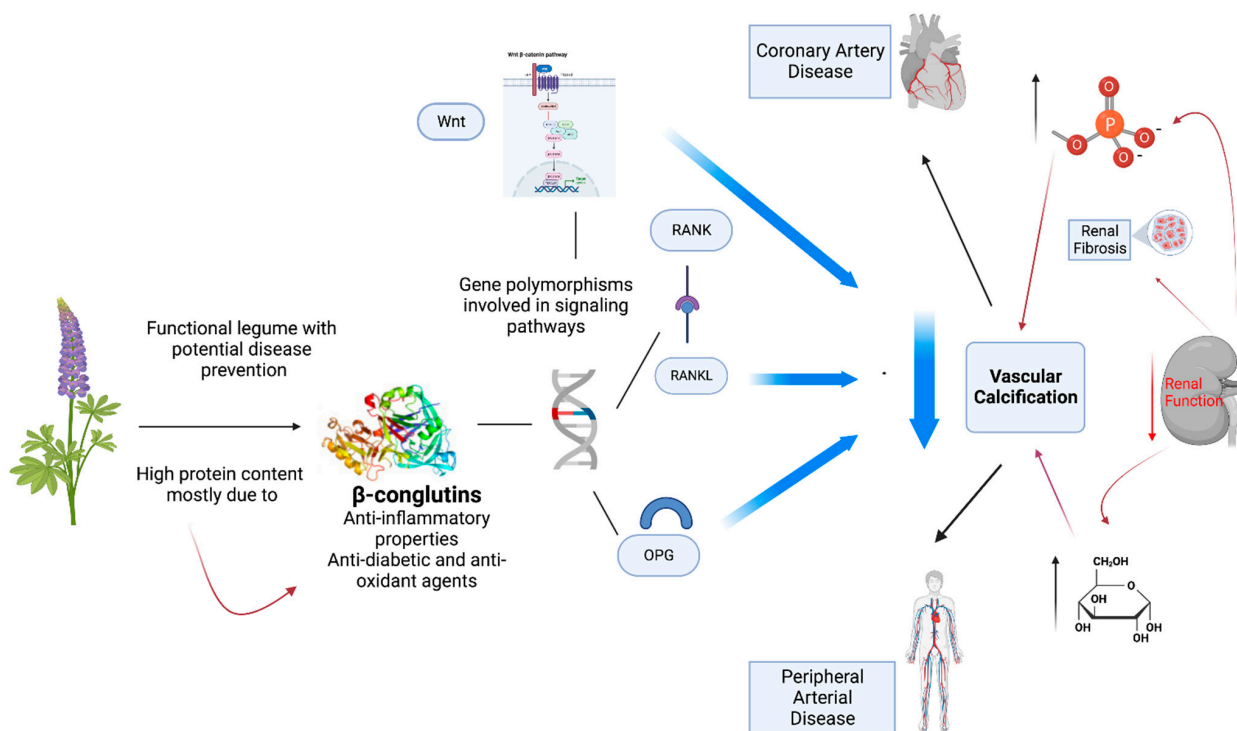 Wnt β-catenin pathway
Wnt
Coronary Artery
Disease
P
O
O
O
O
-
-
RANK
Renal
Fibrosis
Gene polymorphisms
involved in signaling
pathways
Functional legume with
potential disease
prevention
RANKL
Vascular
Calcification
Renal
Function
High protein content
mostly due to
β-conglutins
Anti-inflammatory
properties
Anti-diabetic and anti-
oxidant agents
OPG
CH₂OH
O
OH
OH
OH
OH
OH
Peripheral
Arterial
Disease